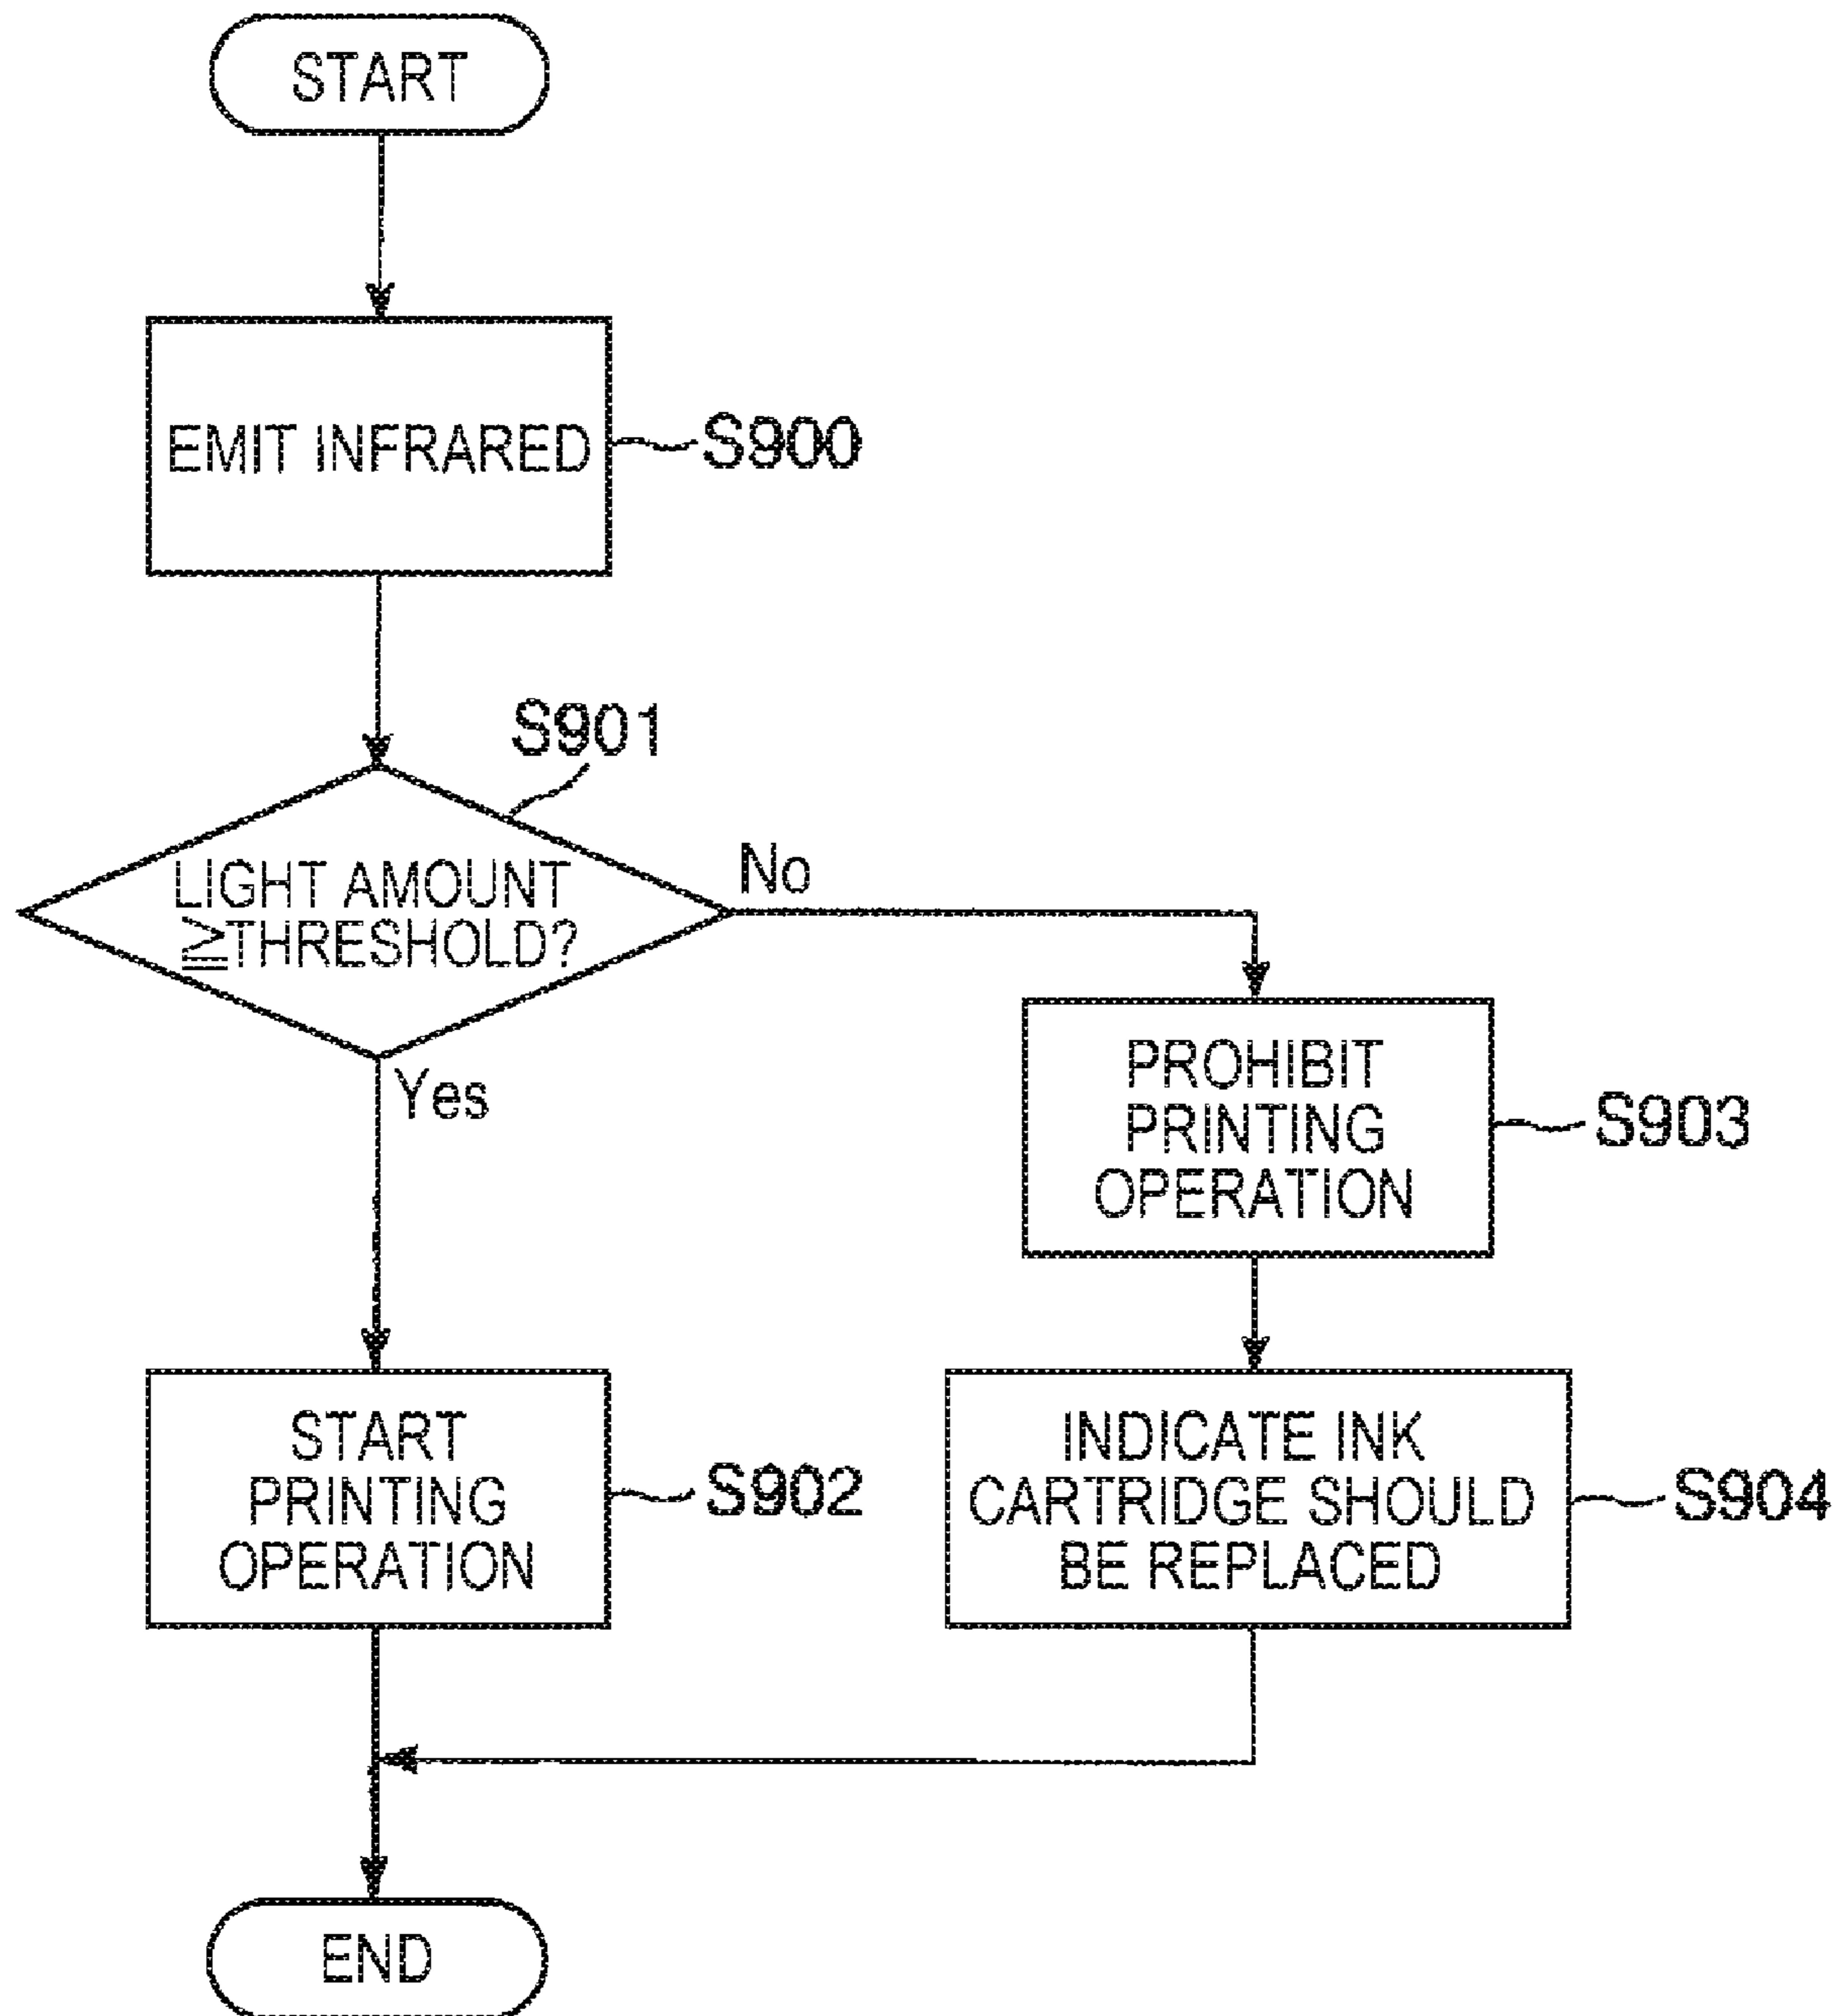 START
EMIT INFRARED
S900
S901
LIGHT AMOUNT
≧THRESHOLD?
No
Yes
PROHIBIT
PRINTING
OPERATION
S903
START
PRINTING
OPERATION
S902
INDICATE INK
CARTRIDGE SHOULD
BE REPLACED
S904
END